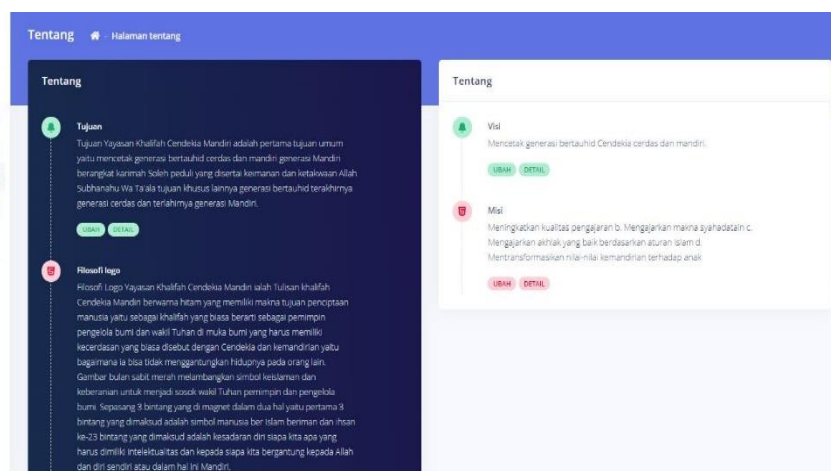 Tentang - Halaman tentang
Tentang
Tujuan
Tujuan Yayasan Khalifah Cendekia Mandiri adalah pertama tujuan umum
yaitu mencetak generasi bertauhid cerdas dan mandiri generasi Mandiri
berangkat karimah Soleh peduli yang disertai keimanan dan ketakwaan Allah
Subhanahu Wa Ta'ala tujuan khusus lainnya generasi bertauhid terakhirnya
generasi cerdas dan terlahirnya generasi Mandiri.
UBAH DETAIL
Filosofi logo
Filosofi Logo Yayasan Khalifah Cendekia Mandiri ialah Tulisan khalifah
Cendekia Mandiri berwarna hitam yang memiliki makna tujuan penciptaan
manusia yaitu sebagai khalifah yang biasa berarti sebagai pemimpin
pengelola bumi dan wakil Tuhan di muka bumi yang harus memiliki
kecerdasan yang biasa disebut dengan Cendekia dan kemandirian yaitu
bagaimana ia bisa tidak menggantungkan hidupnya pada orang lain.
Gambar bulan sabit merah melambangkan simbol keislaman dan
keberanian untuk menjadi sosok wakil Tuhan pemimpin dan pengelola
bumi. Sepasang 3 bintang yang di magnet dalam dua hal yaitu pertama 3
bintang yang dimaksud adalah simbol manusia ber Islam beriman dan ihsan
ke-23 bintang yang dimaksud adalah kesadaran diri siapa kita apa yang
harus dimiliki intelektualitas dan kepada siapa kita bergantung kepada Allah
dan diri sendiri atau dalam hal ini Mandiri.
Tentang
Visi
Mencetak generasi bertauhid Cendekia cerdas dan mandiri.
UBAH DETAIL
Misi
Meningkatkan kualitas pengajaran b. Mengajarkan makna syahadatain c.
Mengajarkan akhlak yang baik berdasarkan aturan islam d.
Mentransformasikan nilai-nilai kemandirian terhadap anak
UBAH DETAIL